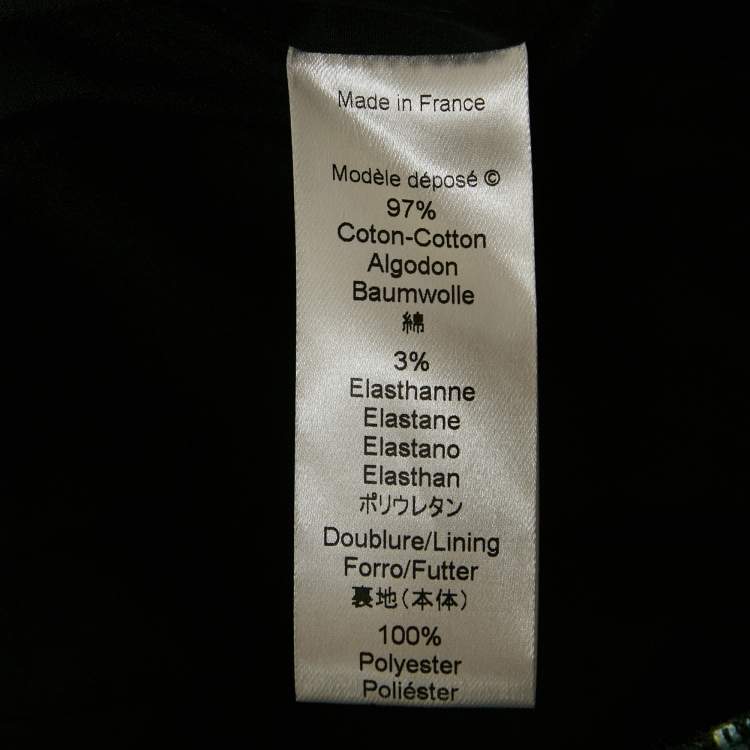 Made in France
Modèle déposé ©
97%
Coton-Cotton
Algodon
Baumwolle
綿
3%
Elasthanne
Elastane
Elastano
Elasthan
ポリウレタン
Doublure/Lining
Forro/Futter
裏地(本体)
100%
Polyester
Poliéster